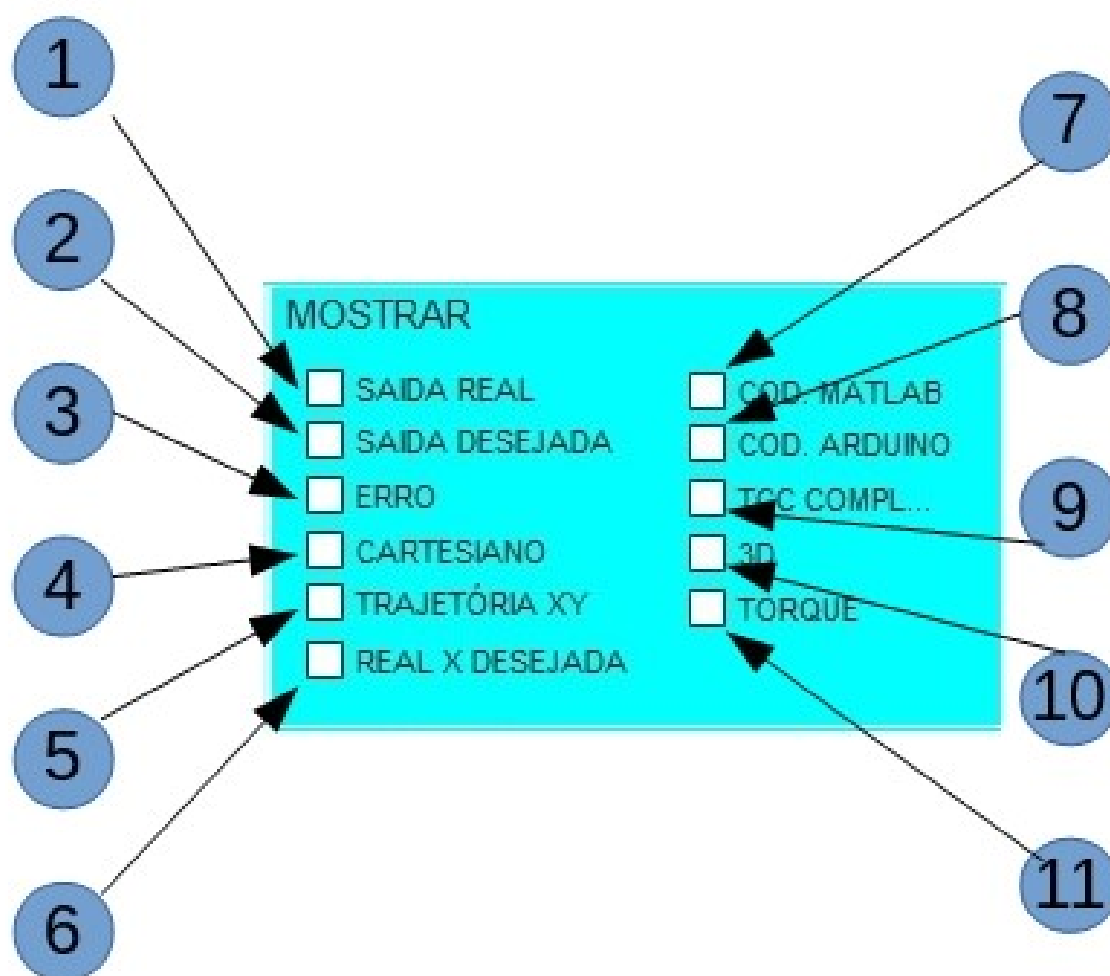 1
2
3
4
5
6
7
8
9
10
11
MOSTRAR
SAIDA REAL
SAIDA DESEJADA
ERRO
CARTESIANO
TRAJETÓRIA XY
REAL X DESEJADA
COD. MATLAB
COD. ARDUINO
TCC COMPL...
3D
TORQUE